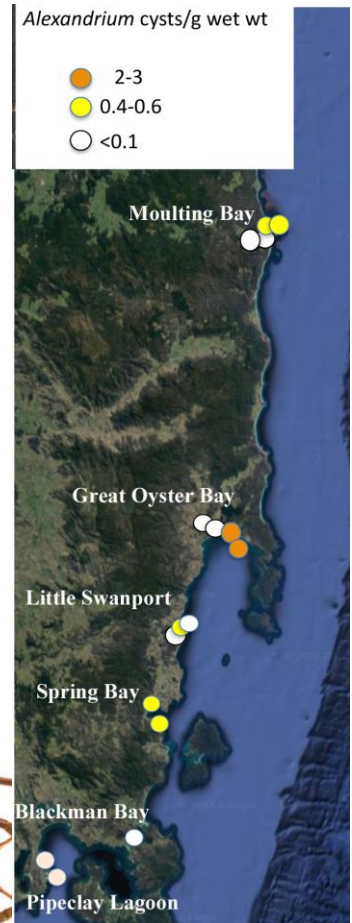 Alexandrium cysts/g wet wt
2-3
0.4-0.6
<0.1
Moulting Bay
Great Oyster Bay
Little Swanport
Spring Bay
Blackman Bay
Pipeclay Lagoon